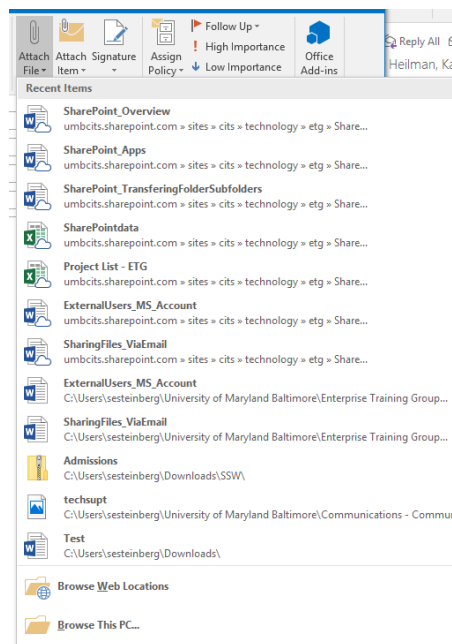 Attach File
Attach Item
Signature
Assign Policy
Follow Up
! High Importance
Low Importance
Office Add-ins
Reply All
Heilman, Ka
Recent Items
SharePoint_Overview
umbcits.sharepoint.com » sites » cits » technology » etg » Share...
SharePoint_Apps
umbcits.sharepoint.com » sites » cits » technology » etg » Share...
SharePoint_TransferingFolderSubfolders
umbcits.sharepoint.com » sites » cits » technology » etg » Share...
SharePointdata
umbcits.sharepoint.com » sites » cits » technology » etg » Share...
Project List - ETG
umbcits.sharepoint.com » sites » cits » technology » etg » Share...
ExternalUsers_MS_Account
umbcits.sharepoint.com » sites » cits » technology » etg » Share...
SharingFiles_ViaEmail
umbcits.sharepoint.com » sites » cits » technology » etg » Share...
ExternalUsers_MS_Account
C:\Users\sesteinberg\University of Maryland Baltimore\Enterprise Training Group...
SharingFiles_ViaEmail
C:\Users\sesteinberg\University of Maryland Baltimore\Enterprise Training Group...
Admissions
C:\Users\sesteinberg\Downloads\SSW\
techsupt
C:\Users\sesteinberg\University of Maryland Baltimore\Communications - Commu
Test
C:\Users\sesteinberg\Downloads\
Browse Web Locations
Browse This PC...